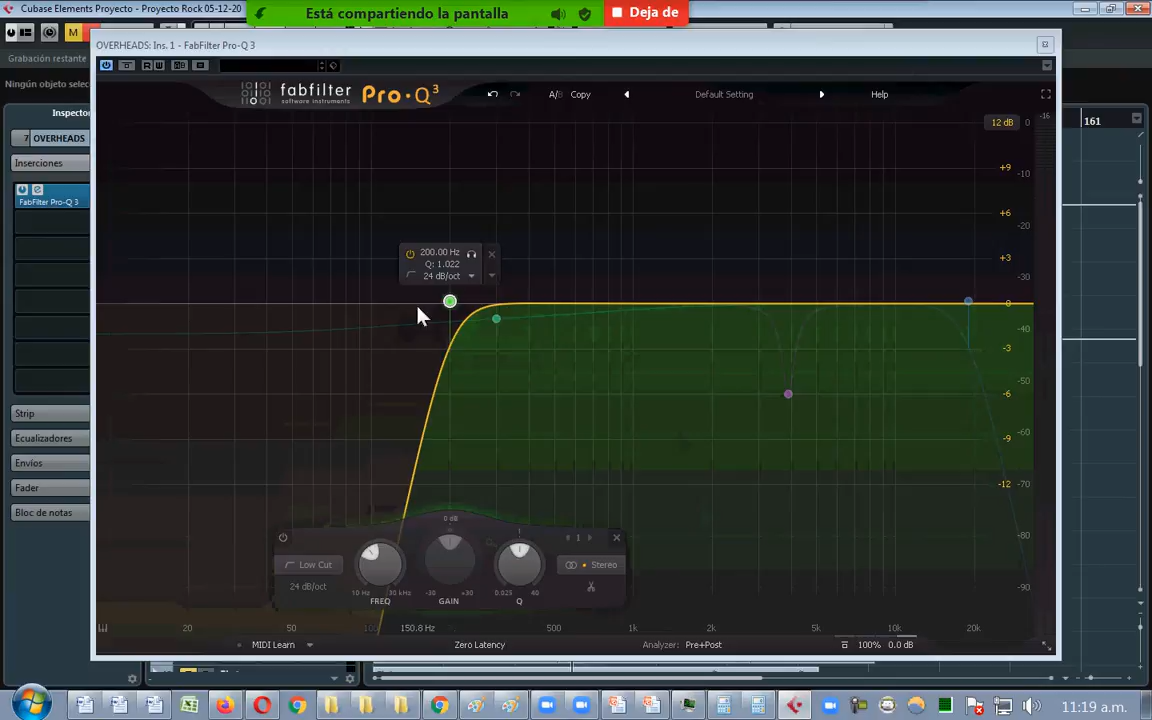 Cubase Elements Proyecto - Proyecto Rock 05-12-20
Está compartiendo la pantalla
Deja de
M
Grabación restante
Ningún objeto selec
OVERHEADS: Ins. 1 - FabFilter Pro-Q 3
R W
fabfilter
software instruments
Pro·Q3
A/B Copy
Default Setting
Help
Inspector
7 OVERHEADS
Inserciones
FabFilter Pro-Q 3
Strip
Ecualizadores
Envíos
Fader
Bloc de notas
161
12 dB 0 -16
+9 -10
+6 -20
+3 -30
0 -40
-3 -50
-6 -60
-9 -70
-12 -80
-90
200.00 Hz
Q: 1.022
24 dB/oct
0 dB
1
Low Cut
24 dB/oct
10 Hz 30 kHz
FREQ
-30 +30
GAIN
0.025 40
Q
Stereo
20 50 100 150.8 Hz 500 1k 2k 5k 10k 20k
MIDI Learn
Zero Latency
Analyzer: Pre+Post
100% 0.0 dB
11:19 a.m.